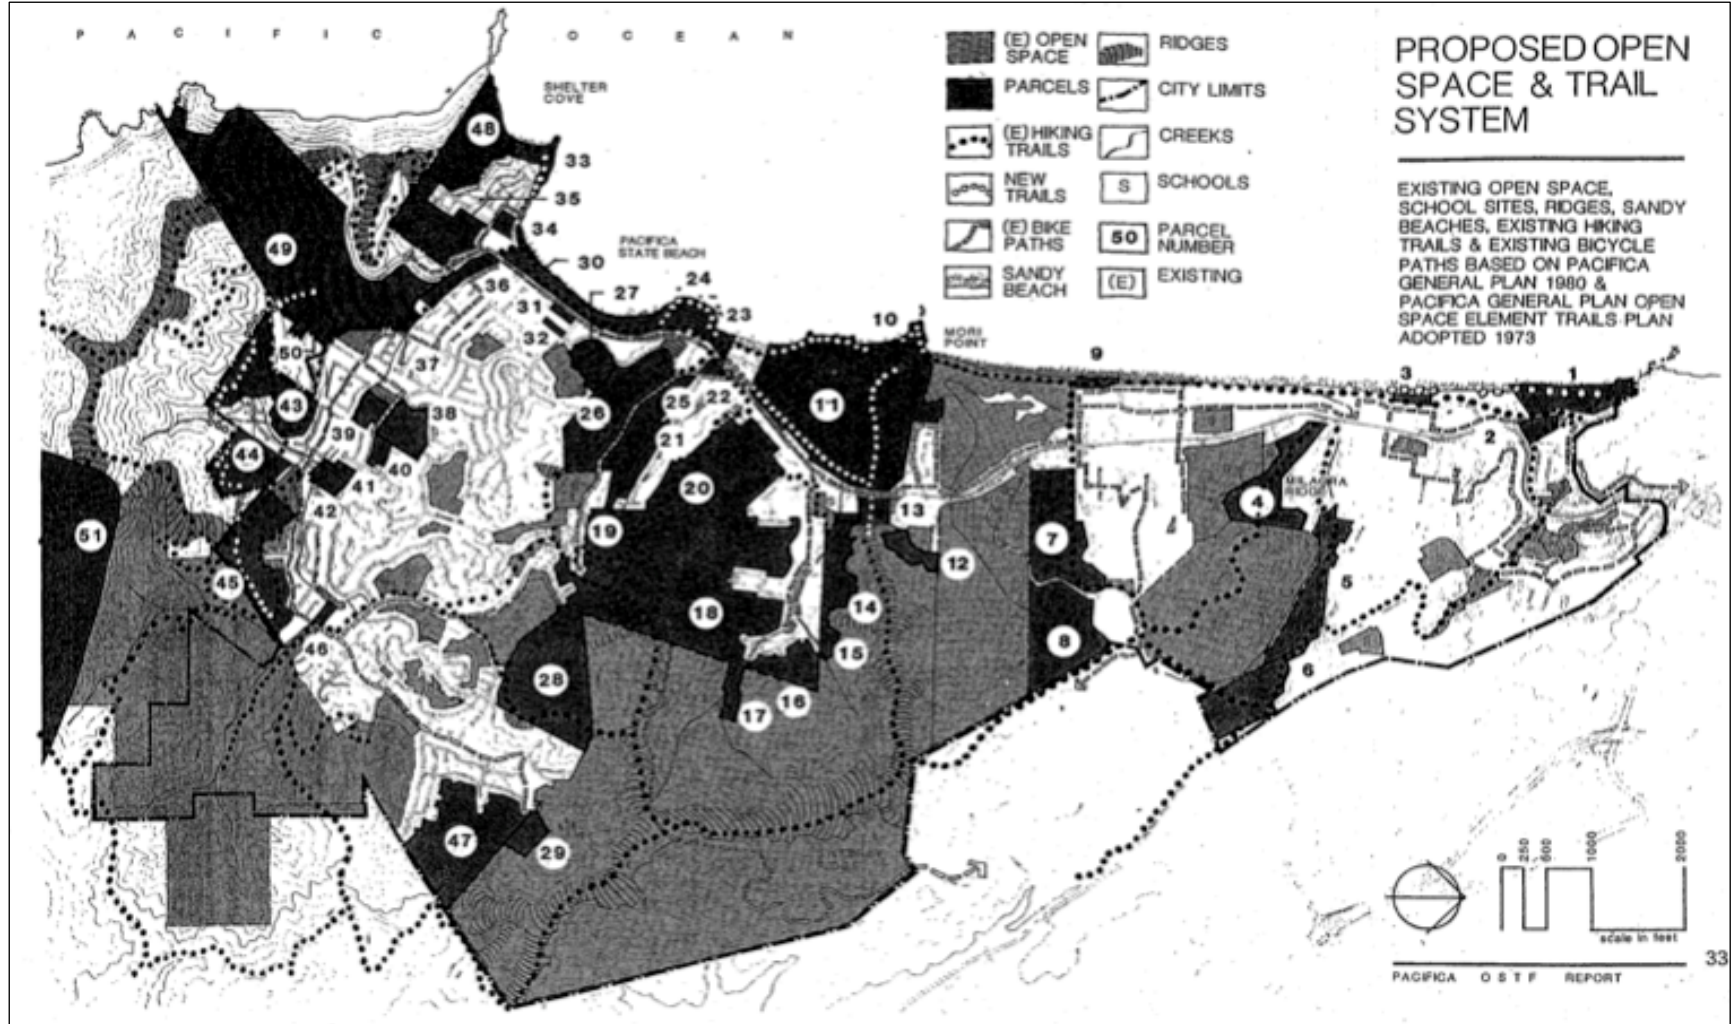 PACIFIC OCEAN
SHELTER
COVE
PACIFICA
STATE BEACH
MORI
POINT
MILAGRA
RIDGE
(E) OPEN
SPACE
PARCELS
(E) HIKING
TRAILS
NEW
TRAILS
(E) BIKE
PATHS
SANDY
BEACH
RIDGES
CITY LIMITS
CREEKS
S
SCHOOLS
50
PARCEL
NUMBER
(E)
EXISTING
PROPOSED OPEN
SPACE & TRAIL
SYSTEM
EXISTING OPEN SPACE,
SCHOOL SITES, RIDGES, SANDY
BEACHES, EXISTING HIKING
TRAILS & EXISTING BICYCLE
PATHS BASED ON PACIFICA
GENERAL PLAN 1980 &
PACIFICA GENERAL PLAN OPEN
SPACE ELEMENT TRAILS PLAN
ADOPTED 1973
48
33
35
34
49
30
36
31
32
27
24
23
10
9
3
1
2
50
37
43
38
39
44
40
41
42
26
25
22
21
11
20
19
13
12
4
7
5
51
45
18
14
8
15
6
46
28
17
16
47
29
0
250
500
1000
2000
scale in feet
PACIFICA O S T F REPORT
33